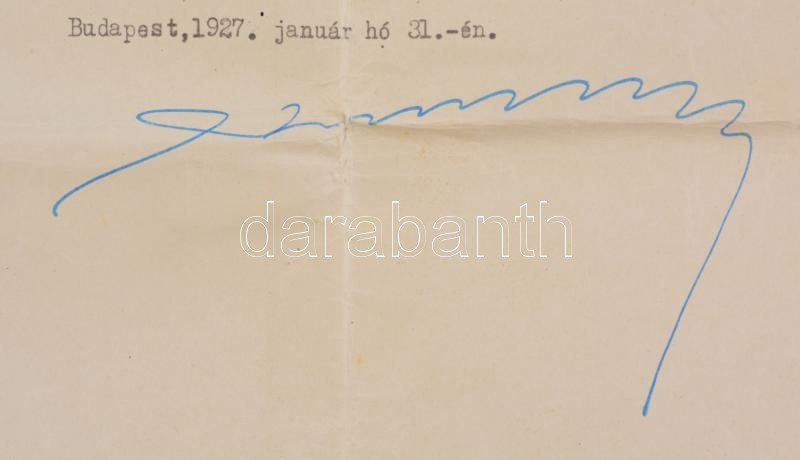 Budapest,1927. január hó 31.-én.
darabanth